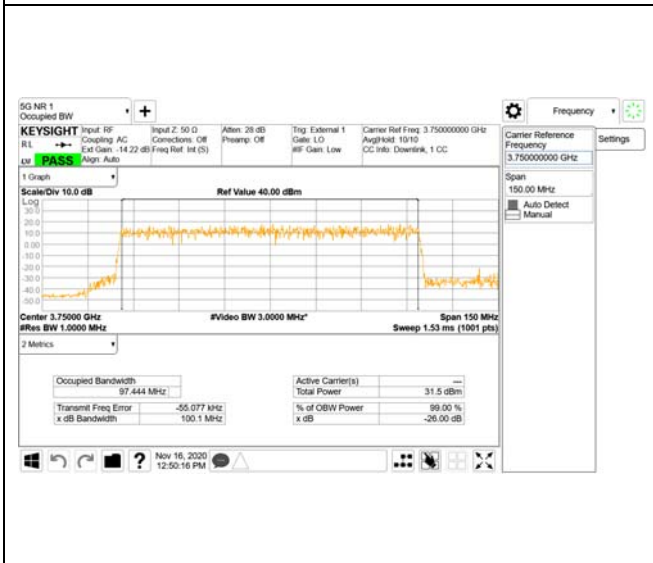 5G NR 1
Occupied BW
Frequency
KEYSIGHT
RL
LXI
PASS
Input: RF
Coupling: AC
Ext Gain: -14.22 dB
Align: Auto
Input Z: 50 Ω
Corrections: Off
Freq Ref: Int (S)
Atten: 28 dB
Preamp: Off
Trig: External 1
Gate: LO
#IF Gain: Low
Carrier Ref Freq: 3.750000000 GHz
Avg|Hold: 10/10
CC Info: Downlink, 1 CC
Carrier Reference
Frequency
3.750000000 GHz
Settings
Span
150.00 MHz
Auto Detect
Manual
1 Graph
Scale/Div 10.0 dB
Ref Value 40.00 dBm
Log
30.0
20.0
10.0
0.00
-10.0
-20.0
-30.0
-40.0
-50.0
Center 3.75000 GHz
#Video BW 3.0000 MHz*
Span 150 MHz
#Res BW 1.0000 MHz
Sweep 1.53 ms (1001 pts)
2 Metrics
Occupied Bandwidth
97.444 MHz
Active Carrier(s)
---
Total Power
31.5 dBm
Transmit Freq Error
-55.077 kHz
% of OBW Power
99.00 %
x dB Bandwidth
100.1 MHz
x dB
-26.00 dB
Nov 16, 2020
12:50:16 PM